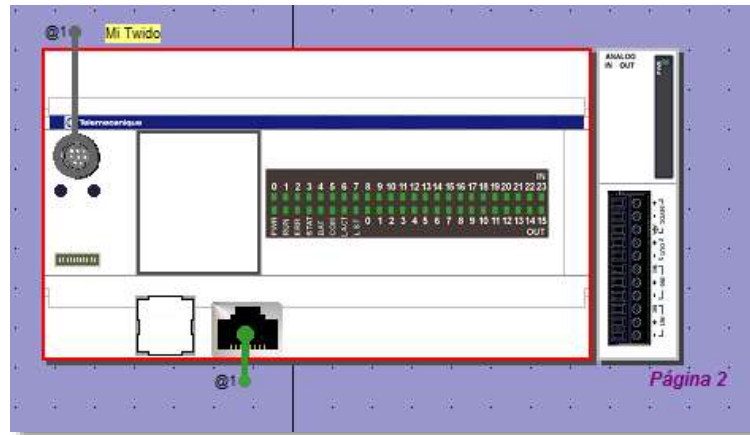 @1
Mi Twido
ANALOG
IN OUT
PWR
Telemecanique
IN
0 1 2 3 4 5 6 7 8 9 10 11 12 13 14 15 16 17 18 19 20 21 22 23
PWR RUN ERR STAT BAT COM L ACT L ST 0 1 2 3 4 5 6 7 8 9 10 11 12 13 14 15
OUT
@1
Página 2